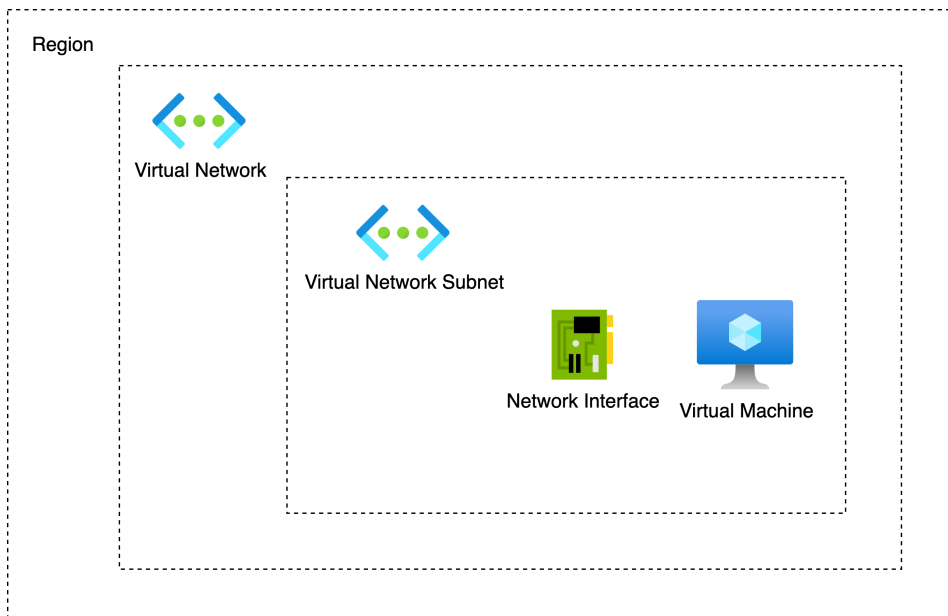 Region
Virtual Network
Virtual Network Subnet
Network Interface
Virtual Machine